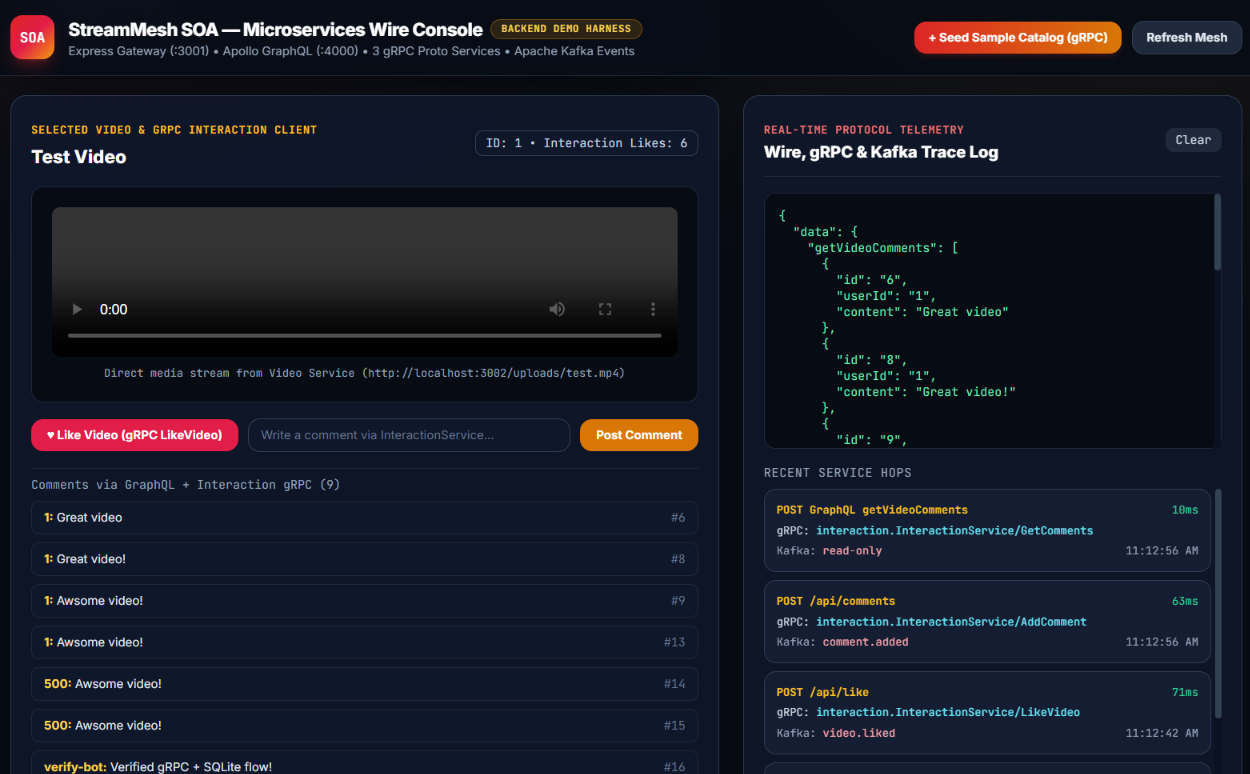 SOA
StreamMesh SOA — Microservices Wire Console
BACKEND DEMO HARNESS
Express Gateway (:3001) • Apollo GraphQL (:4000) • 3 gRPC Proto Services • Apache Kafka Events
+ Seed Sample Catalog (gRPC)
Refresh Mesh
SELECTED VIDEO & GRPC INTERACTION CLIENT
Test Video
ID: 1 • Interaction Likes: 6
0:00
Direct media stream from Video Service (http://localhost:3002/uploads/test.mp4)
♥ Like Video (gRPC LikeVideo)
Write a comment via InteractionService...
Post Comment
Comments via GraphQL + Interaction gRPC (9)
1: Great video #6
1: Great video! #8
1: Awsome video! #9
1: Awsome video! #13
500: Awsome video! #14
500: Awsome video! #15
verify-bot: Verified gRPC + SQLite flow! #16
REAL-TIME PROTOCOL TELEMETRY
Wire, gRPC & Kafka Trace Log
Clear
{
"data": {
"getVideoComments": [
{
"id": "6",
"userId": "1",
"content": "Great video"
},
{
"id": "8",
"userId": "1",
"content": "Great video!"
},
{
"id": "9",
RECENT SERVICE HOPS
POST GraphQL getVideoComments 10ms
gRPC: interaction.InteractionService/GetComments
Kafka: read-only 11:12:56 AM
POST /api/comments 63ms
gRPC: interaction.InteractionService/AddComment
Kafka: comment.added 11:12:56 AM
POST /api/like 71ms
gRPC: interaction.InteractionService/LikeVideo
Kafka: video.liked 11:12:42 AM